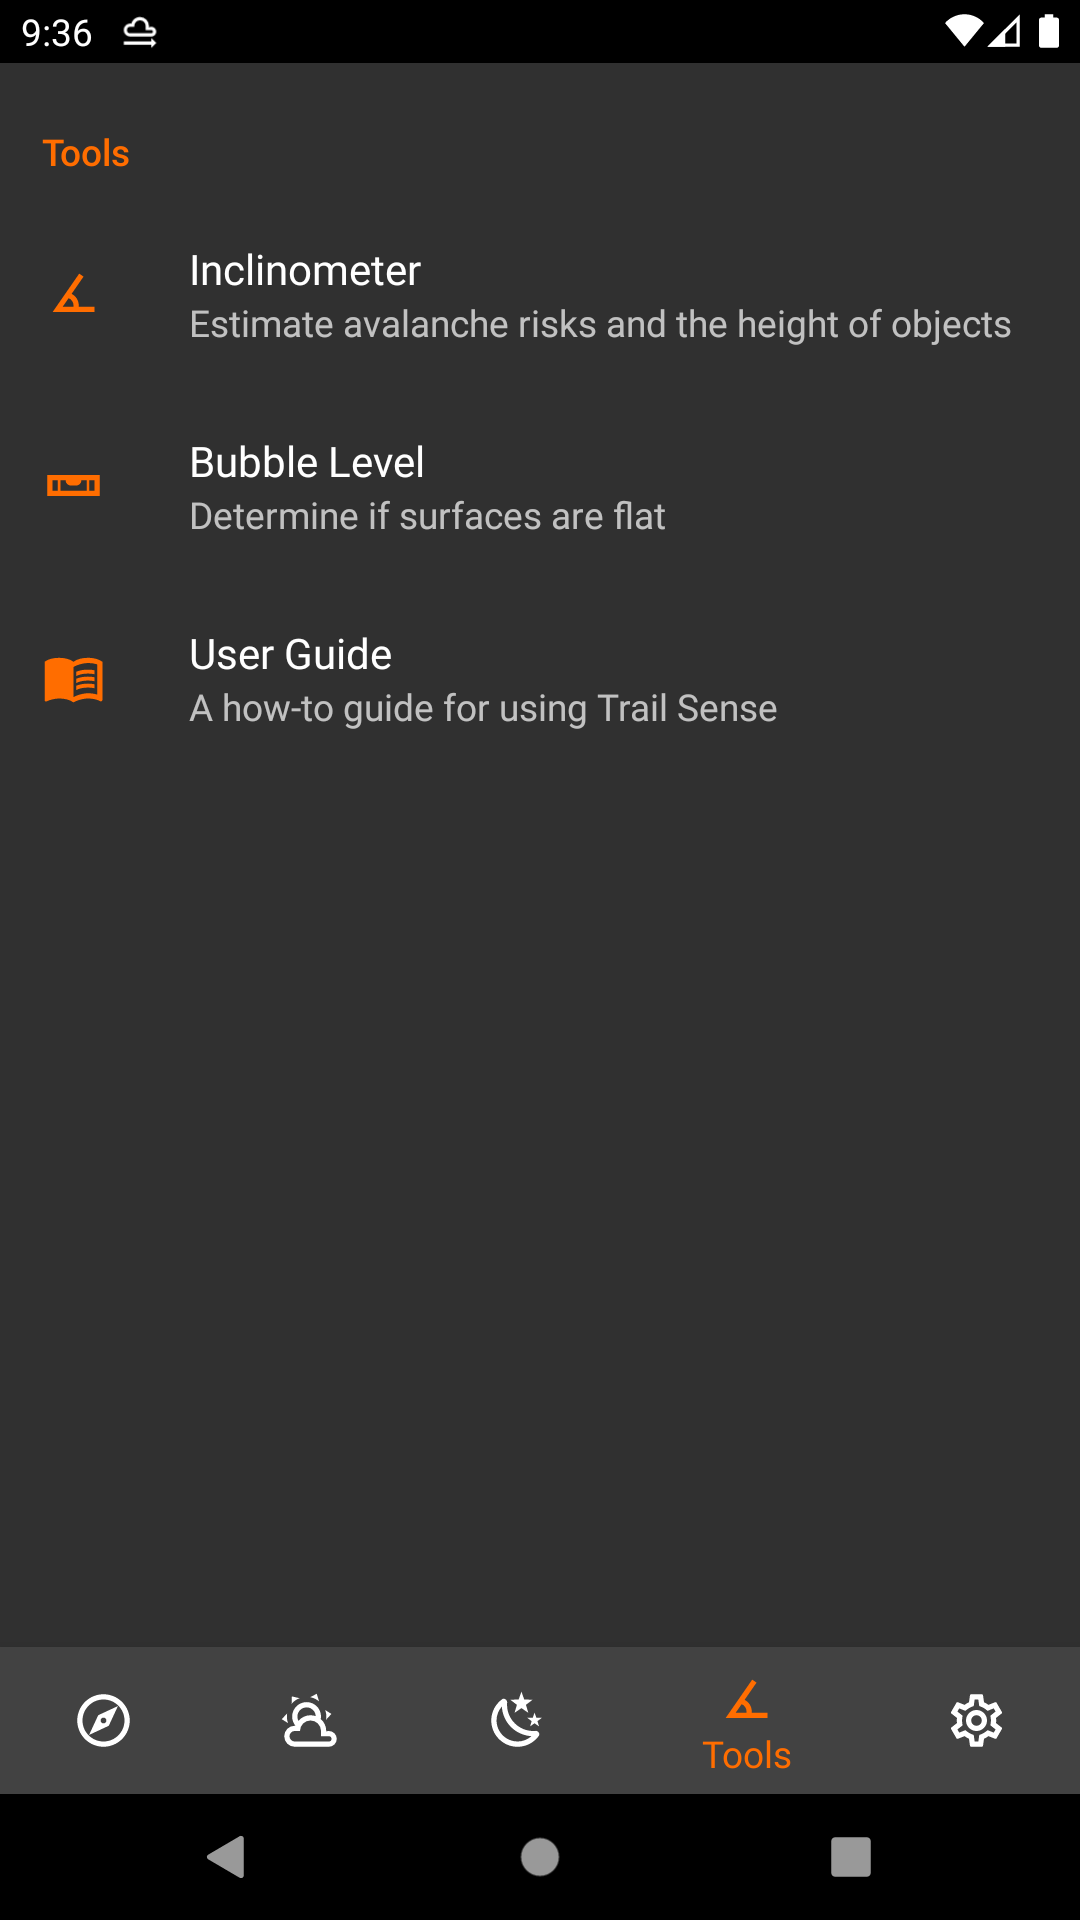 9:36
Tools
Inclinometer
Estimate avalanche risks and the height of objects
Bubble Level
Determine if surfaces are flat
User Guide
A how-to guide for using Trail Sense
Tools